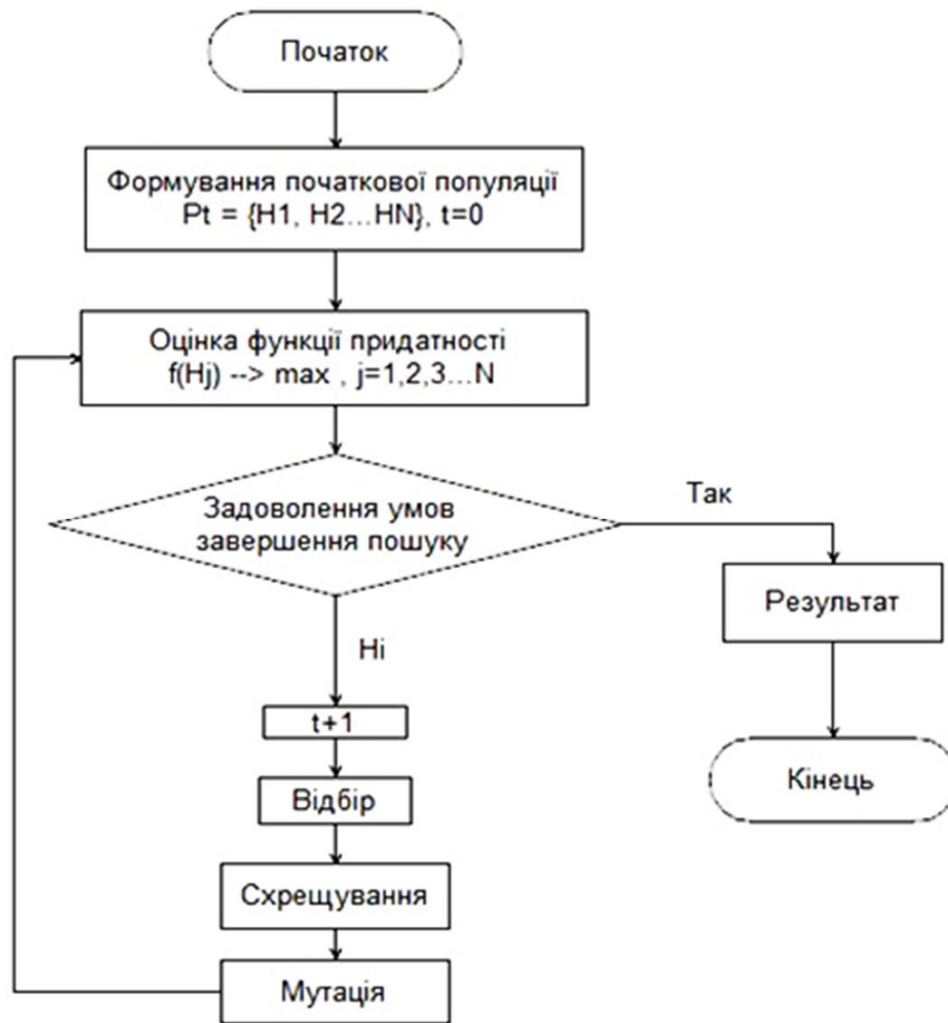 Початок
Формування початкової популяції
Pt = {H1, H2...HN}, t=0
Оцінка функції придатності
f(Hj) --> max , j=1,2,3...N
Задоволення умов
завершення пошуку
Так
Результат
Ні
t+1
Відбір
Кінець
Схрещування
Мутація